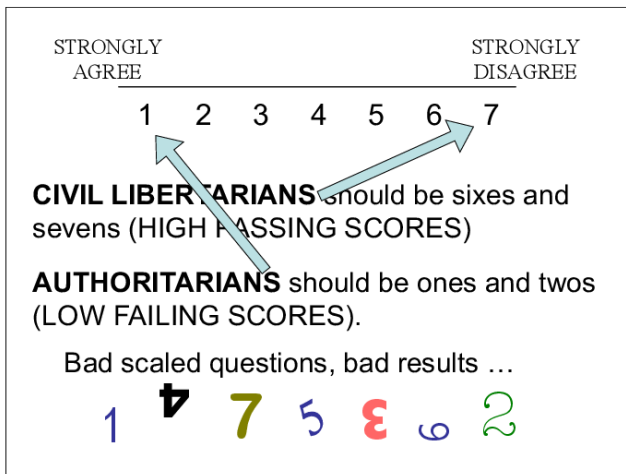 STRONGLY AGREE STRONGLY DISAGREE
1 2 3 4 5 6 7
CIVIL LIBERTARIANS should be sixes and
sevens (HIGH PASSING SCORES)
AUTHORITARIANS should be ones and twos
(LOW FAILING SCORES).
Bad scaled questions, bad results …
1 4 7 5 3 6 2